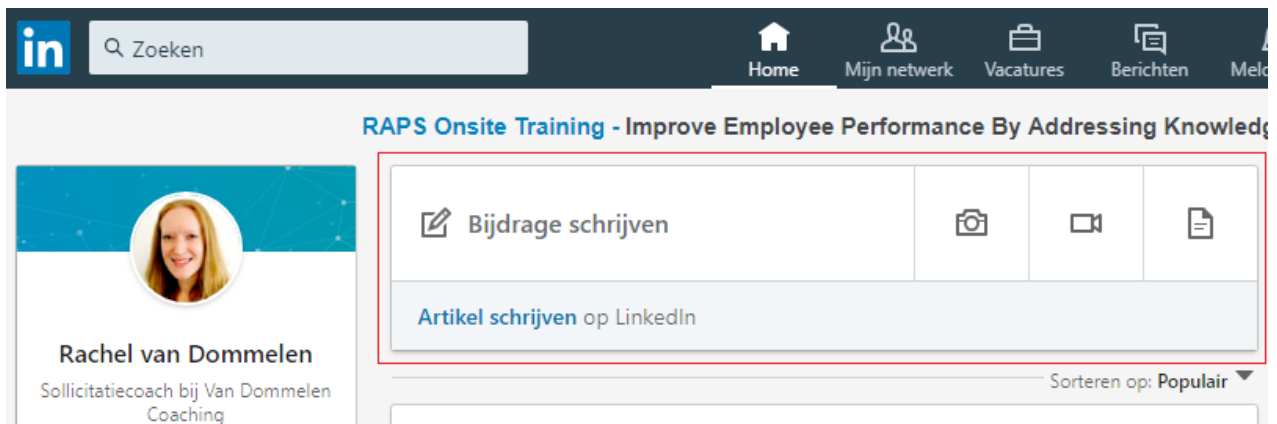 in Zoeken
Home Mijn netwerk Vacatures Berichten
RAPS Onsite Training - Improve Employee Performance By Addressing
Bijdrage schrijven
Artikel schrijven op LinkedIn
Rachel van Dommelen
Sollicitatiecoach bij Van Dommelen
Coaching
Sorteren op: Populair